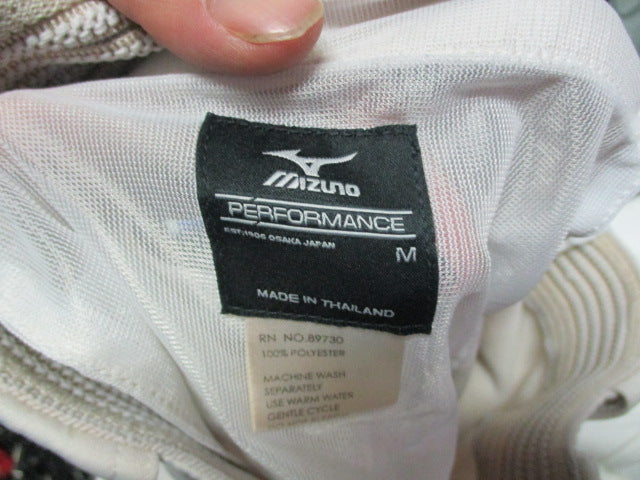 MIZUNO
PERFORMANCE
EST. 1906 OSAKA JAPAN
M
MADE IN THAILAND
RN NO.89730
100% POLYESTER
MACHINE WASH
SEPARATELY
USE WARM WATER
GENTLE CYCLE